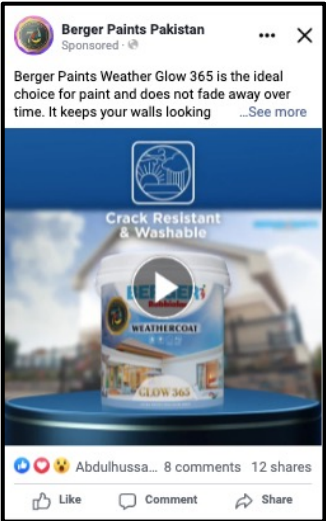 Berger Paints Pakistan
Sponsored ·
Berger Paints Weather Glow 365 is the ideal
choice for paint and does not fade away over
time. It keeps your walls looking ...See more
Crack Resistant
& Washable
BERGER
Robbialac
WEATHERCOAT
GLOW 365
Abdulhussa... 8 comments 12 shares
Like Comment Share